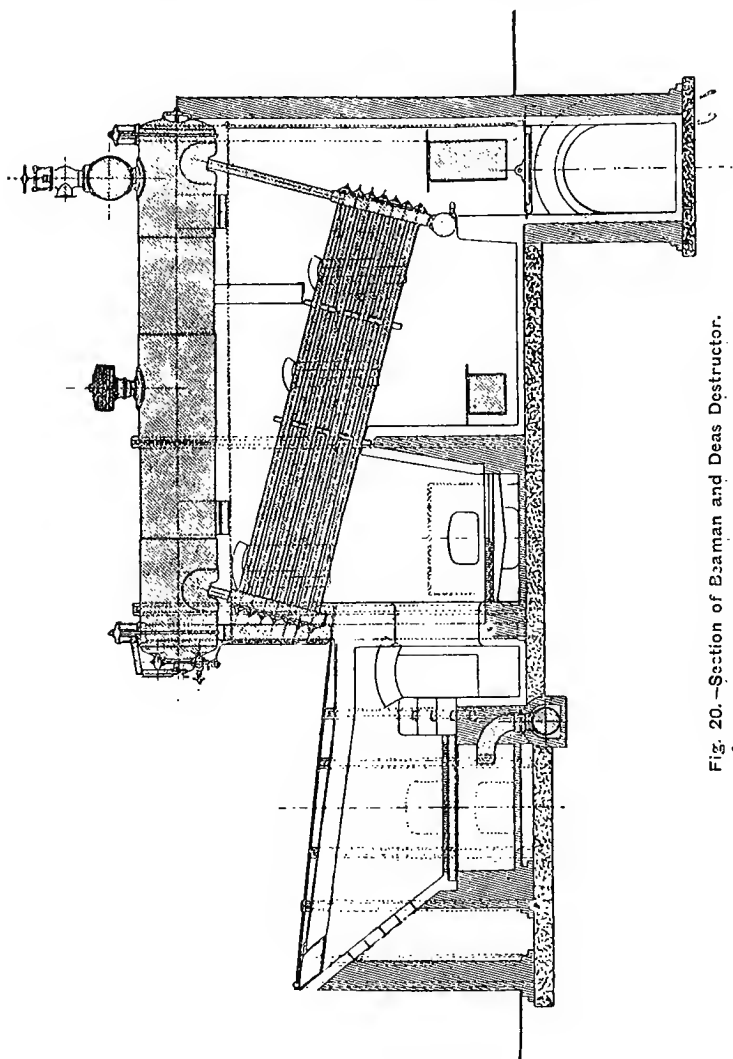 Fig. 20.—Section of Beaman and Deas Destructor.